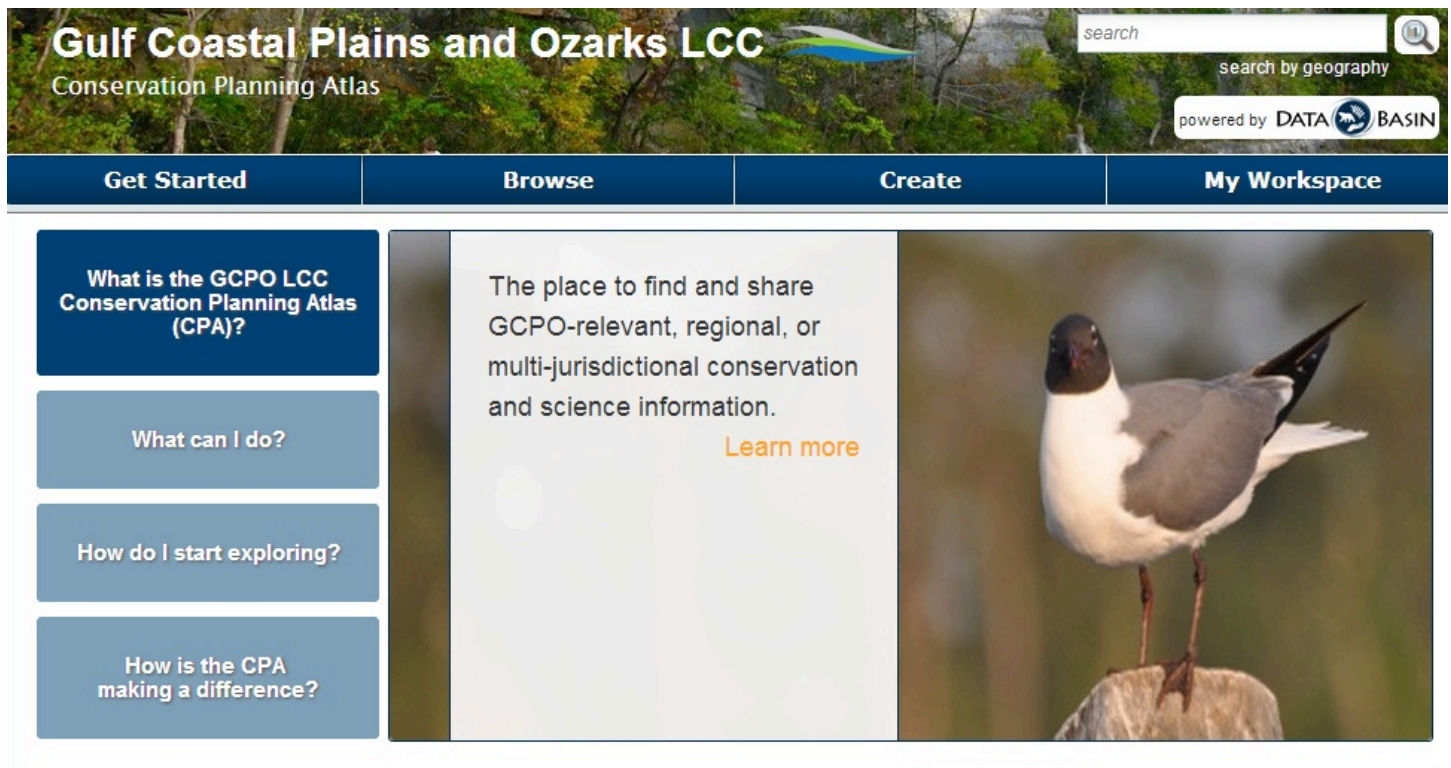 Gulf Coastal Plains and Ozarks LCC
Conservation Planning Atlas
search
search by geography
powered by DATA BASIN
Get Started
Browse
Create
My Workspace
What is the GCPO LCC
Conservation Planning Atlas
(CPA)?
What can I do?
How do I start exploring?
How is the CPA
making a difference?
The place to find and share
GCPO-relevant, regional, or
multi-jurisdictional conservation
and science information.
Learn more